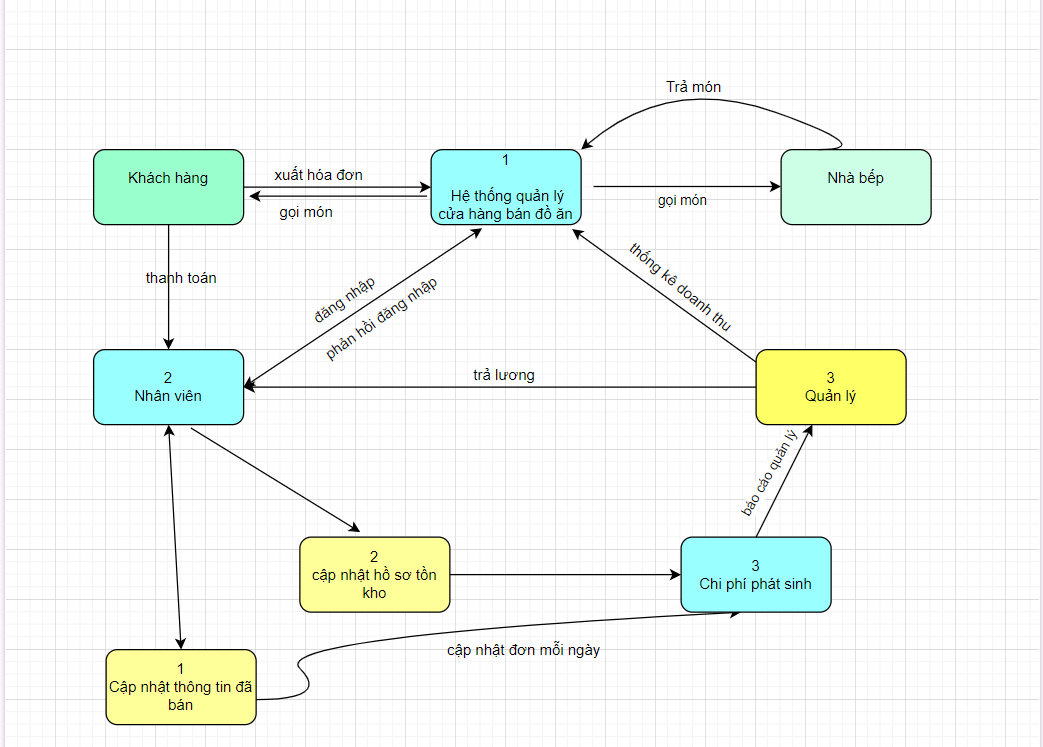 Trả món
1
Khách hàng
xuất hóa đơn
Hệ thống quản lý
cửa hàng bán đồ ăn
Nhà bếp
gọi món
gọi món
thanh toán
đăng nhập
phản hồi đăng nhập
thống kê doanh thu
2
Nhân viên
trả lương
3
Quản lý
báo cáo quản lý
2
cập nhật hồ sơ tồn
kho
3
Chi phí phát sinh
cập nhật đơn mỗi ngày
1
Cập nhật thông tin đã
bán